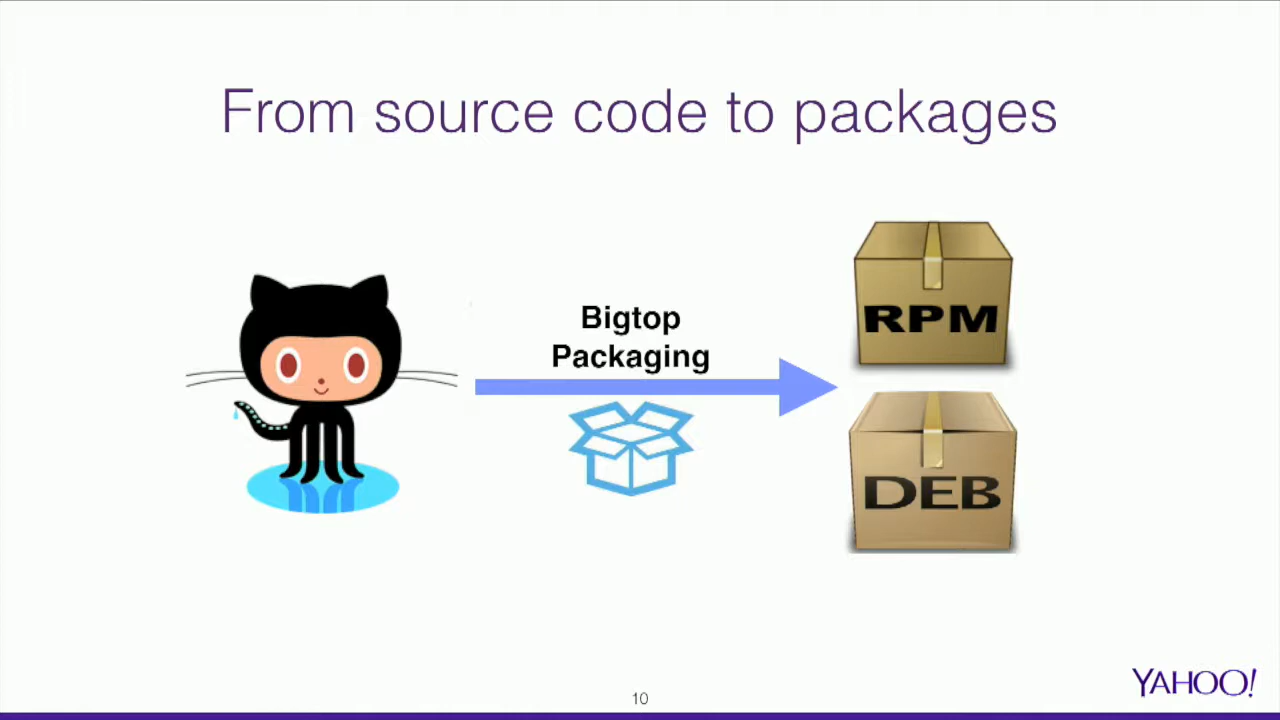 From source code to packages
Bigtop
Packaging
RPM
DEB
10
YAHOO!